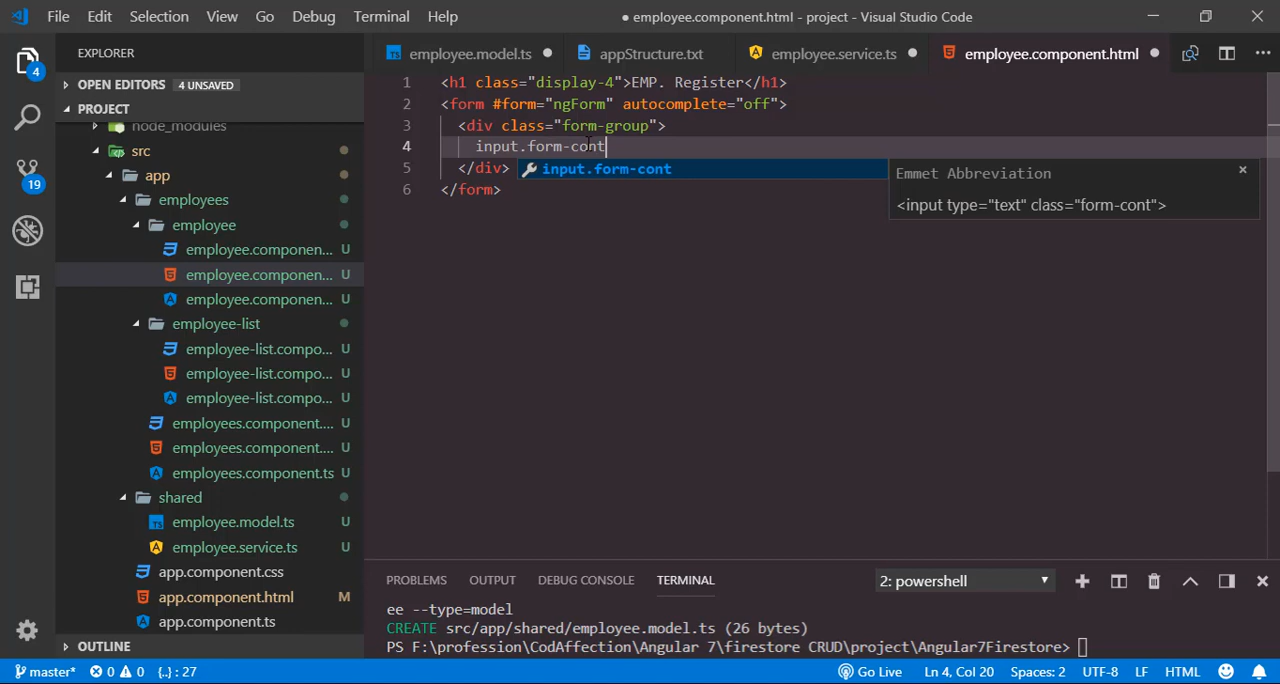 File Edit Selection View Go Debug Terminal Help
● employee.component.html - project - Visual Studio Code
EXPLORER
employee.model.ts
appStructure.txt
employee.service.ts
employee.component.html
4
19
OPEN EDITORS 4 UNSAVED
PROJECT
node_modules
src
app
employees
employee
employee.componen... U
employee.componen... U
employee.componen... U
employee-list
employee-list.compo... U
employee-list.compo... U
employee-list.compo... U
employees.component.... U
employees.component.... U
employees.component.ts U
shared
employee.model.ts U
employee.service.ts U
app.component.css
app.component.html M
app.component.ts
OUTLINE
1 <h1 class="display-4">EMP. Register</h1>
2 <form #form="ngForm" autocomplete="off">
3 <div class="form-group">
4 input.form-cont
5 </div>
6 </form>
input.form-cont
Emmet Abbreviation
<input type="text" class="form-cont">
PROBLEMS OUTPUT DEBUG CONSOLE TERMINAL
2: powershell
ee --type=model
CREATE src/app/shared/employee.model.ts (26 bytes)
PS F:\profession\CodAffection\Angular 7\firestore CRUD\project\Angular7Firestore>
master* 0 0 {..} : 27
Go Live Ln 4, Col 20 Spaces: 2 UTF-8 LF HTML